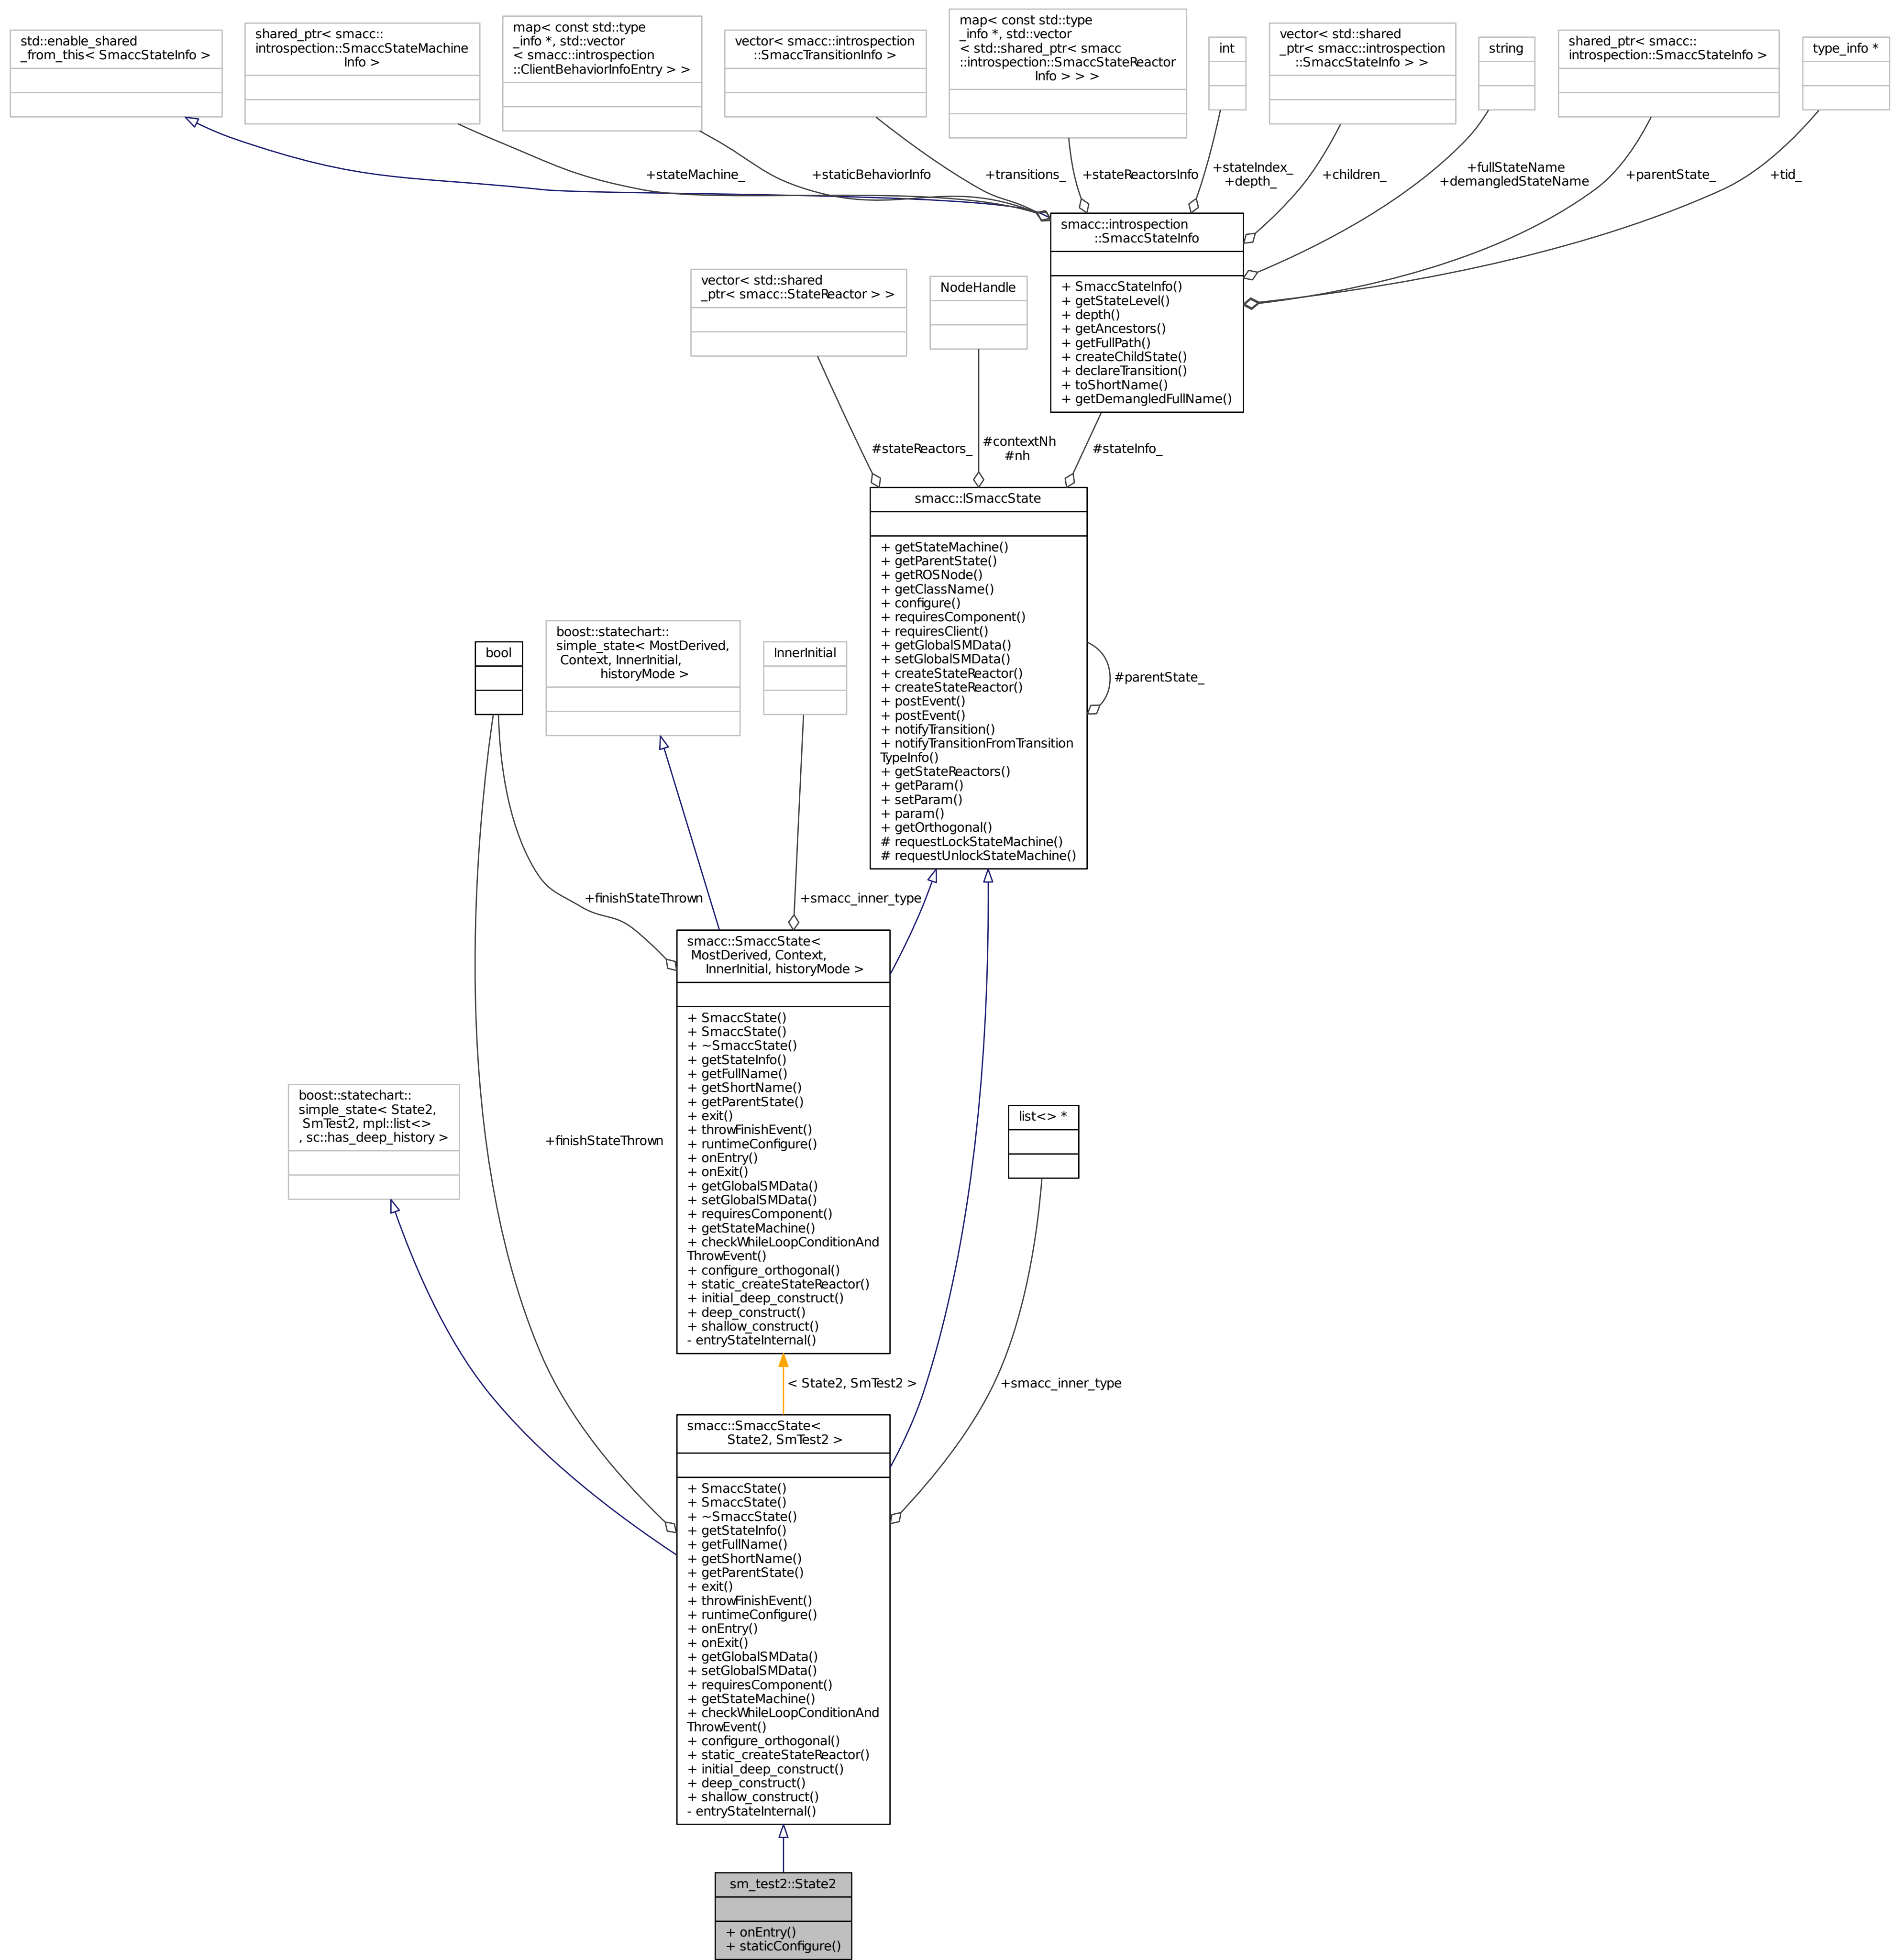 std::enable_shared
_from_this< SmaccStateInfo >
shared_ptr< smacc::
introspection::SmaccStateMachine
Info >
map< const std::type
_info *, std::vector
< smacc::introspection
::ClientBehaviorInfoEntry > >
vector< smacc::introspection
::SmaccTransitionInfo >
map< const std::type
_info *, std::vector
< std::shared_ptr< smacc
::introspection::SmaccStateReactor
Info > > >
int
vector< std::shared
_ptr< smacc::introspection
::SmaccStateInfo > >
string
shared_ptr< smacc::
introspection::SmaccStateInfo >
type_info *
+stateMachine_
+staticBehaviorInfo
+transitions_
+stateReactorsInfo
+stateIndex_
+depth_
+children_
+fullStateName
+demangledStateName
+parentState_
+tid_
smacc::introspection
::SmaccStateInfo
+ SmaccStateInfo()
+ getStateLevel()
+ depth()
+ getAncestors()
+ getFullPath()
+ createChildState()
+ declareTransition()
+ toShortName()
+ getDemangledFullName()
vector< std::shared
_ptr< smacc::StateReactor > >
NodeHandle
#stateReactors_
#contextNh
#nh
#stateInfo_
smacc::ISmaccState
+ getStateMachine()
+ getParentState()
+ getROSNode()
+ getClassName()
+ configure()
+ requiresComponent()
+ requiresClient()
+ getGlobalSMData()
+ setGlobalSMData()
+ createStateReactor()
+ createStateReactor()
+ postEvent()
+ postEvent()
+ notifyTransition()
+ notifyTransitionFromTransition
TypeInfo()
+ getStateReactors()
+ getParam()
+ setParam()
+ param()
+ getOrthogonal()
# requestLockStateMachine()
# requestUnlockStateMachine()
#parentState_
bool
boost::statechart::
simple_state< MostDerived,
Context, InnerInitial,
historyMode >
InnerInitial
+finishStateThrown
+smacc_inner_type
smacc::SmaccState<
MostDerived, Context,
InnerInitial, historyMode >
+ SmaccState()
+ SmaccState()
+ ~SmaccState()
+ getStateInfo()
+ getFullName()
+ getShortName()
+ getParentState()
+ exit()
+ throwFinishEvent()
+ runtimeConfigure()
+ onEntry()
+ onExit()
+ getGlobalSMData()
+ setGlobalSMData()
+ requiresComponent()
+ getStateMachine()
+ checkWhileLoopConditionAnd
ThrowEvent()
+ configure_orthogonal()
+ static_createStateReactor()
+ initial_deep_construct()
+ deep_construct()
+ shallow_construct()
- entryStateInternal()
boost::statechart::
simple_state< State2,
SmTest2, mpl::list<>
, sc::has_deep_history >
+finishStateThrown
list<> *
< State2, SmTest2 >
+smacc_inner_type
smacc::SmaccState<
State2, SmTest2 >
+ SmaccState()
+ SmaccState()
+ ~SmaccState()
+ getStateInfo()
+ getFullName()
+ getShortName()
+ getParentState()
+ exit()
+ throwFinishEvent()
+ runtimeConfigure()
+ onEntry()
+ onExit()
+ getGlobalSMData()
+ setGlobalSMData()
+ requiresComponent()
+ getStateMachine()
+ checkWhileLoopConditionAnd
ThrowEvent()
+ configure_orthogonal()
+ static_createStateReactor()
+ initial_deep_construct()
+ deep_construct()
+ shallow_construct()
- entryStateInternal()
sm_test2::State2
+ onEntry()
+ staticConfigure()